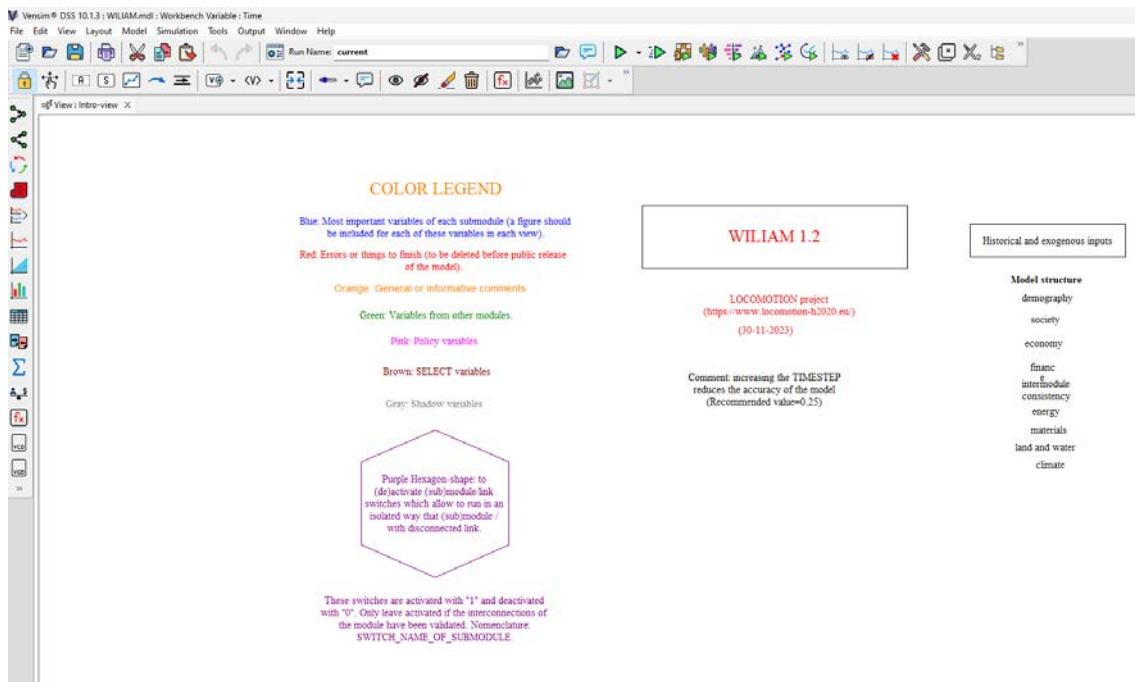 Vensim® DSS 10.1.3 : WILIAM.mdl : Workbench Variable : Time
File Edit View Layout Model Simulation Tools Output Window Help
Run Name: current
View : Intro-view X
COLOR LEGEND
Blue: Most important variables of each submodule (a figure should
be included for each of these variables in each view).
Red: Errors or things to finish (to be deleted before public release
of the model).
Orange: General or informative comments
Green: Variables from other modules.
Pink: Policy variables
Brown: SELECT variables
Gray: Shadow variables
Purple Hexagon-shape: to
(de)activate (sub)module/link
switches which allow to run in an
isolated way that (sub)module /
with disconnected link.
These switches are activated with "1" and deactivated
with "0". Only leave activated if the interconnections of
the module have been validated. Nomenclature:
SWITCH_NAME_OF_SUBMODULE.
WILIAM 1.2
LOCOMOTION project
(https://www.locomotion-h2020.eu/)
(30-11-2023)
Comment: increasing the TIMESTEP
reduces the accuracy of the model
(Recommended value=0.25)
Historical and exogenous inputs
Model structure
demography
society
economy
financ
e
intermodule
consistency
energy
materials
land and water
climate